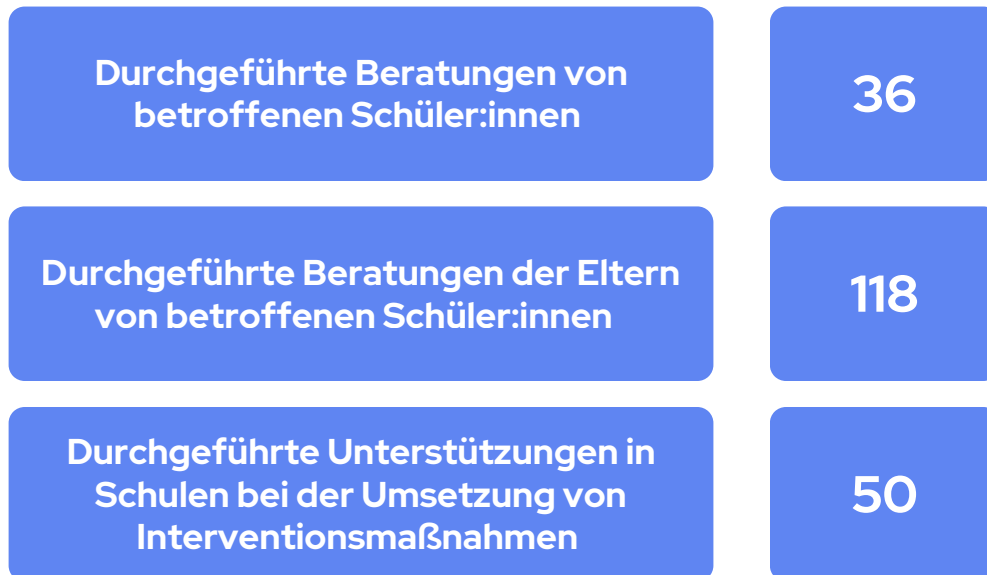 Durchgeführte Beratungen von
betroffenen Schüler:innen
36
Durchgeführte Beratungen der Eltern
von betroffenen Schüler:innen
118
Durchgeführte Unterstützungen in
Schulen bei der Umsetzung von
Interventionsmaßnahmen
50